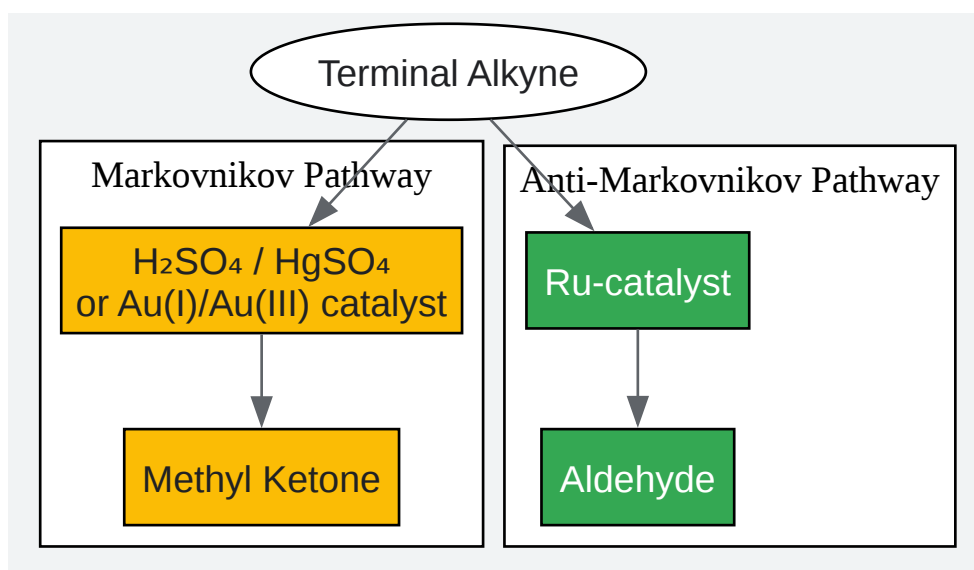 Terminal Alkyne
Markovnikov Pathway
H₂SO₄ / HgSO₄
or Au(I)/Au(III) catalyst
Methyl Ketone
Anti-Markovnikov Pathway
Ru-catalyst
Aldehyde